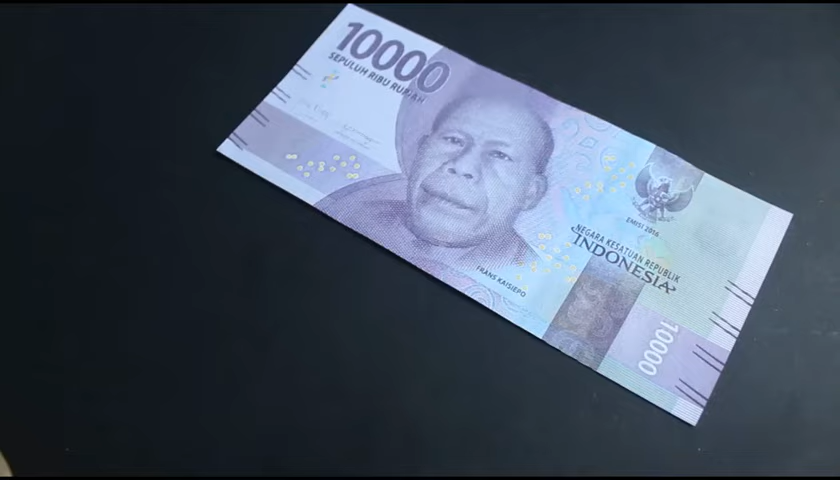 10000
SEPULUH RIBU RUPIAH
FRANS KAISIEPO
EMISI 2016
NEGARA KESATUAN REPUBLIK
INDONESIA
10000